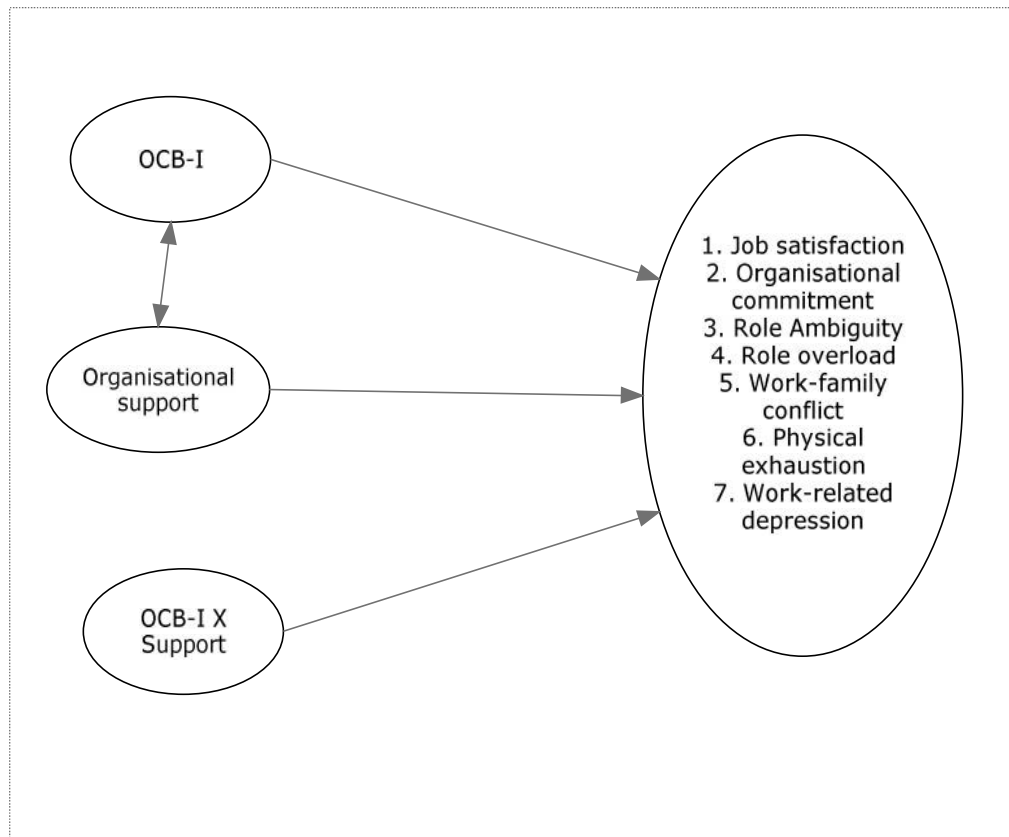 OCB-I
Organisational
support
OCB-I X
Support
1. Job satisfaction
2. Organisational
commitment
3. Role Ambiguity
4. Role overload
5. Work-family
conflict
6. Physical
exhaustion
7. Work-related
depression